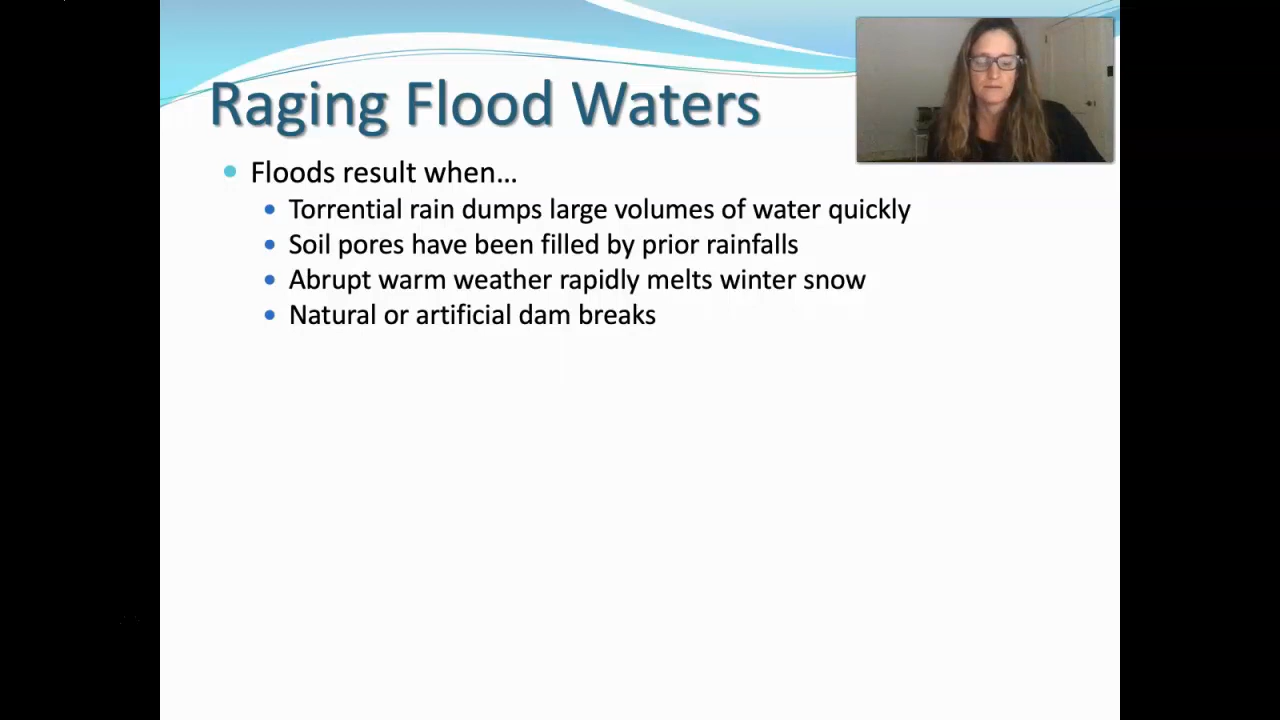 Raging Flood Waters
Floods result when...
Torrential rain dumps large volumes of water quickly
Soil pores have been filled by prior rainfalls
Abrupt warm weather rapidly melts winter snow
Natural or artificial dam breaks